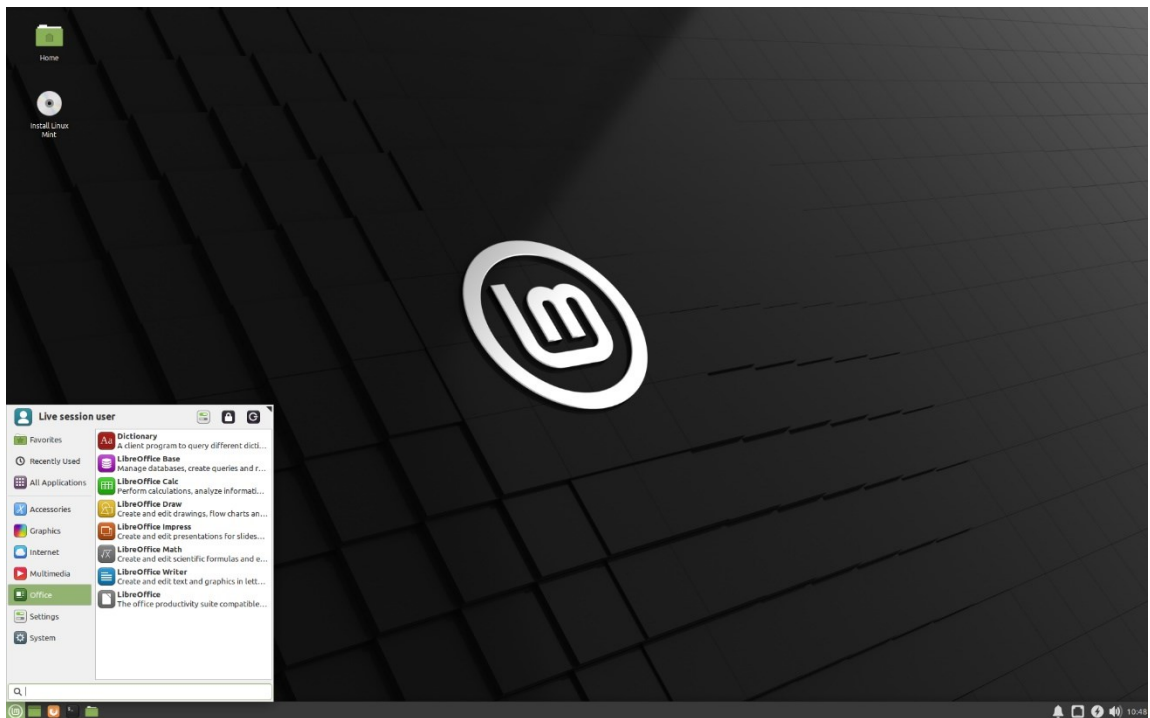 Home
Install Linux
Mint
Live session user
Favorites
Recently Used
All Applications
Accessories
Graphics
Internet
Multimedia
Office
Settings
System
Dictionary
A client program to query different dicti...
LibreOffice Base
Manage databases, create queries and r...
LibreOffice Calc
Perform calculations, analyze informati...
LibreOffice Draw
Create and edit drawings, flow charts an...
LibreOffice Impress
Create and edit presentations for slides...
LibreOffice Math
Create and edit scientific formulas and e...
LibreOffice Writer
Create and edit text and graphics in lett...
LibreOffice
The office productivity suite compatible...
10:48